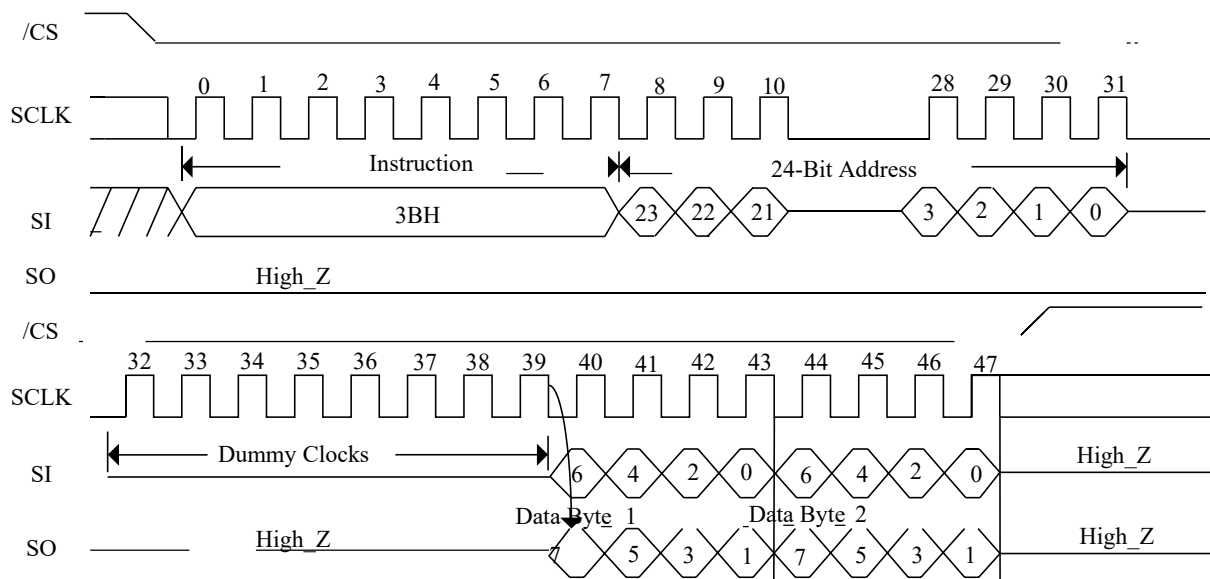 /CS
0 1 2 3 4 5 6 7 8 9 10 28 29 30 31
SCLK
Instruction 24-Bit Address
SI 3BH 23 22 21 3 2 1 0
SO High_Z
/CS
32 33 34 35 36 37 38 39 40 41 42 43 44 45 46 47
SCLK
Dummy Clocks
SI 6 4 2 0 6 4 2 0 High_Z
Data Byte 1 Data Byte 2
SO High_Z 7 5 3 1 7 5 3 1 High_Z